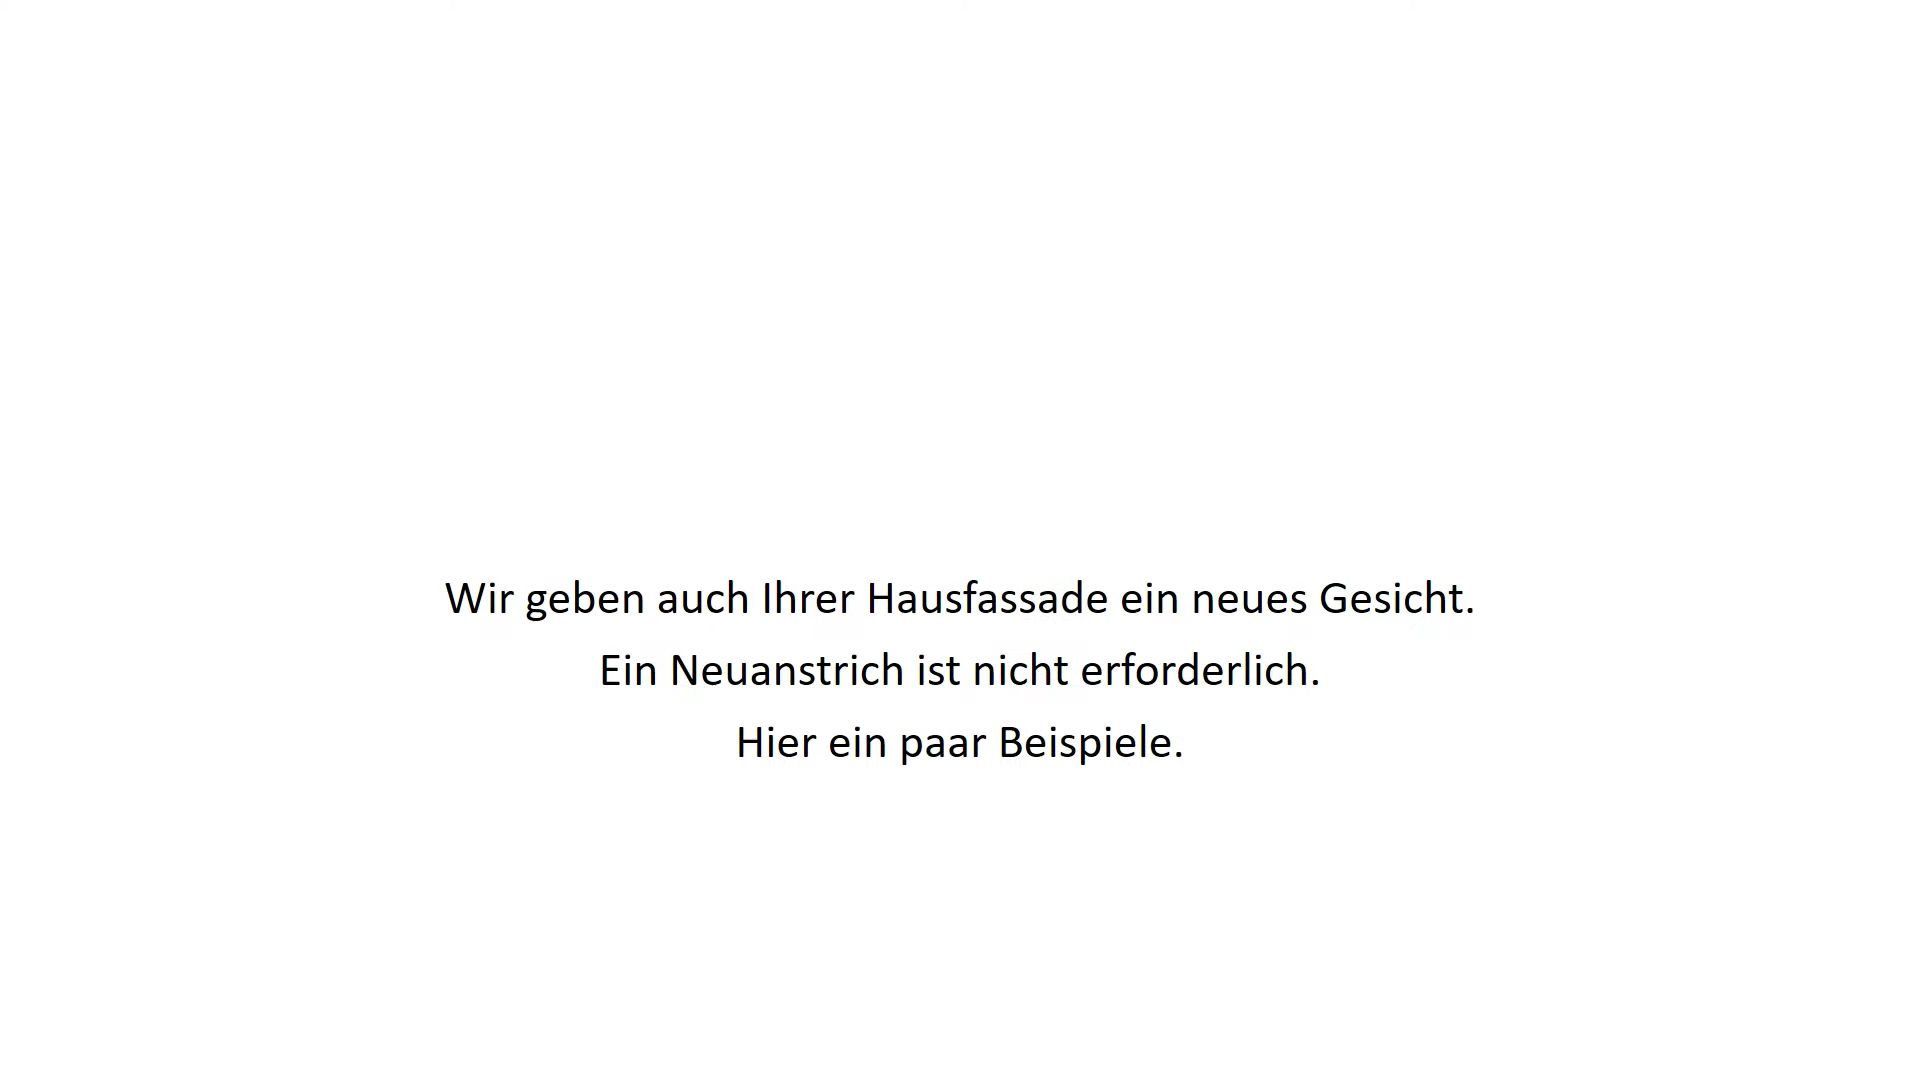 Wir geben auch Ihrer Hausfassade ein neues Gesicht.
Ein Neuanstrich ist nicht erforderlich.
Hier ein paar Beispiele.